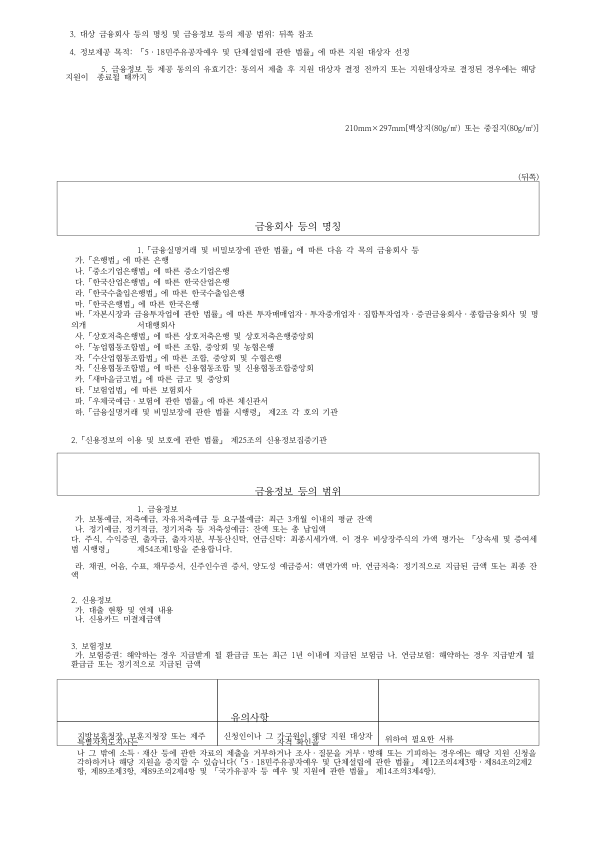 3. 대상 금융회사 등의 명칭 및 금융정보 등의 제공 범위: 뒤쪽 참조
4. 정보제공 목적: 「5ㆍ18민주유공자예우 및 단체설립에 관한 법률」에 따른 지원 대상자 선정
5. 금융정보 등 제공 동의의 유효기간: 동의서 제출 후 지원 대상자 결정 전까지 또는 지원대상자로 결정된 경우에는 해당
지원이 종료될 때까지
210mm×297mm[백상지(80g/㎡) 또는 중질지(80g/㎡)]
(뒤쪽)
금융회사 등의 명칭
1.「금융실명거래 및 비밀보장에 관한 법률」에 따른 다음 각 목의 금융회사 등
가.「은행법」에 따른 은행
나.「중소기업은행법」에 따른 중소기업은행
다.「한국산업은행법」에 따른 한국산업은행
라.「한국수출입은행법」에 따른 한국수출입은행
마.「한국은행법」에 따른 한국은행
바.「자본시장과 금융투자업에 관한 법률」에 따른 투자매매업자ㆍ투자중개업자ㆍ집합투자업자ㆍ증권금융회사ㆍ종합금융회사 및 명
의개 서대행회사
사.「상호저축은행법」에 따른 상호저축은행 및 상호저축은행중앙회
아.「농업협동조합법」에 따른 조합, 중앙회 및 농협은행
자.「수산업협동조합법」에 따른 조합, 중앙회 및 수협은행
차.「신용협동조합법」에 따른 신용협동조합 및 신용협동조합중앙회
카.「새마을금고법」에 따른 금고 및 중앙회
타.「보험업법」에 따른 보험회사
파.「우체국예금ㆍ보험에 관한 법률」에 따른 체신관서
하.「금융실명거래 및 비밀보장에 관한 법률 시행령」 제2조 각 호의 기관
2.「신용정보의 이용 및 보호에 관한 법률」 제25조의 신용정보집중기관
금융정보 등의 범위
1. 금융정보
가. 보통예금, 저축예금, 자유저축예금 등 요구불예금: 최근 3개월 이내의 평균 잔액
나. 정기예금, 정기적금, 정기저축 등 저축성예금: 잔액 또는 총 납입액
다. 주식, 수익증권, 출자금, 출자지분, 부동산신탁, 연금신탁: 최종시세가액. 이 경우 비상장주식의 가액 평가는 「상속세 및 증여세
법 시행령」 제54조제1항을 준용합니다.
라. 채권, 어음, 수표, 채무증서, 신주인수권 증서, 양도성 예금증서: 액면가액 마. 연금저축: 정기적으로 지급된 금액 또는 최종 잔
액
2. 신용정보
가. 대출 현황 및 연체 내용
나. 신용카드 미결제금액
3. 보험정보
가. 보험증권: 해약하는 경우 지급받게 될 환급금 또는 최근 1년 이내에 지급된 보험금 나. 연금보험: 해약하는 경우 지급받게 될
환급금 또는 정기적으로 지급된 금액
유의사항
지방보훈청장, 보훈지청장 또는 제주 신청인이나 그 가구원이 해당 지원 대상자 위하여 필요한 서류
특별자치도지사는 자격 확인을
나 그 밖에 소득ㆍ재산 등에 관한 자료의 제출을 거부하거나 조사ㆍ질문을 거부ㆍ방해 또는 기피하는 경우에는 해당 지원 신청을
각하하거나 해당 지원을 중지할 수 있습니다(「5ㆍ18민주유공자예우 및 단체설립에 관한 법률」 제12조의4제3항ㆍ제84조의2제2
항, 제89조제3항, 제89조의2제4항 및 「국가유공자 등 예우 및 지원에 관한 법률」 제14조의3제4항).